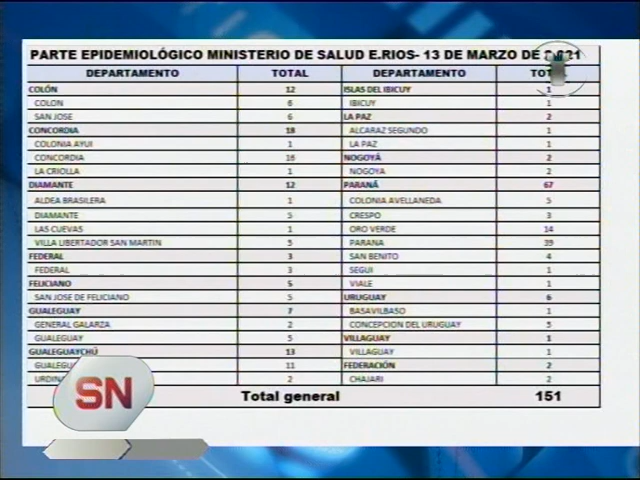 PARTE EPIDEMIOLÓGICO MINISTERIO DE SALUD E.RIOS- 13 DE MARZO DE 2.021
DEPARTAMENTO TOTAL DEPARTAMENTO
COLÓN 12 ISLAS DEL IBICUY 1
COLON 6 IBICUY 1
SAN JOSE 6 LA PAZ 2
CONCORDIA 18 ALCARAZ SEGUNDO 1
COLONIA AYUI 1 LA PAZ 1
CONCORDIA 16 NOGOYÁ 2
LA CRIOLLA 1 NOGOYA 2
DIAMANTE 12 PARANÁ 67
ALDEA BRASILERA 1 COLONIA AVELLANEDA 5
DIAMANTE 5 CRESPO 3
LAS CUEVAS 1 ORO VERDE 14
VILLA LIBERTADOR SAN MARTIN 5 PARANA 39
FEDERAL 3 SAN BENITO 4
FEDERAL 3 SEGUI 1
FELICIANO 5 VIALE 1
SAN JOSE DE FELICIANO 5 URUGUAY 6
GUALEGUAY 7 BASAVILBASO 1
GENERAL GALARZA 2 CONCEPCION DEL URUGUAY 5
GUALEGUAY 5 VILLAGUAY 1
GUALEGUAYCHÚ 13 VILLAGUAY 1
11 FEDERACIÓN 2
2 CHAJARI 2
Total general 151
SN